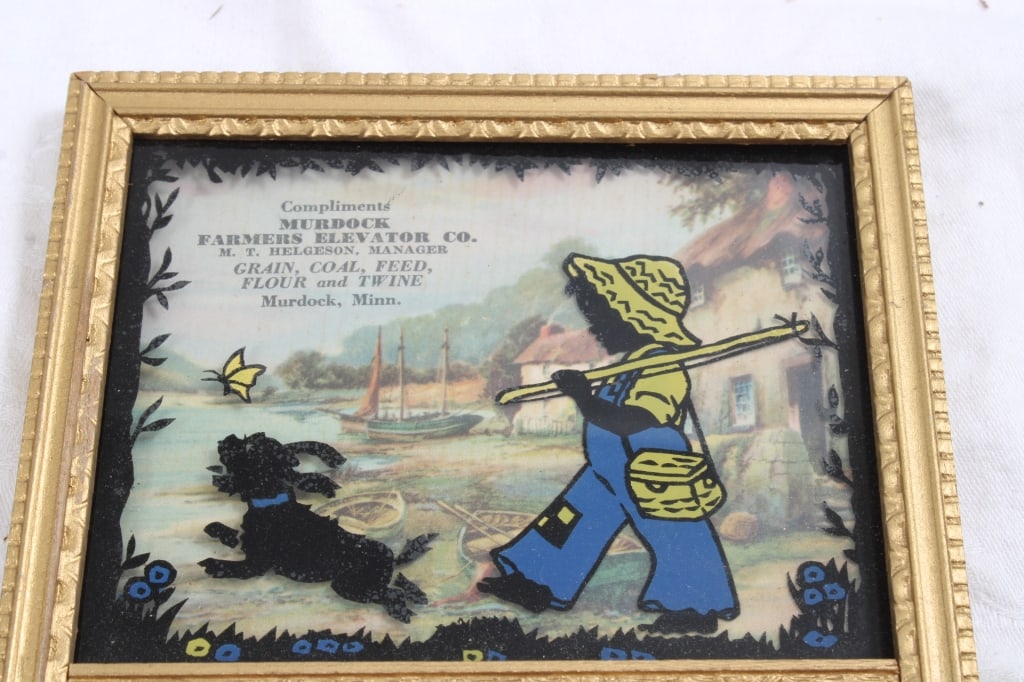 Compliments
MURDOCK
FARMERS ELEVATOR CO.
M. T. HELGESON, MANAGER
GRAIN, COAL, FEED,
FLOUR and TWINE
Murdock, Minn.